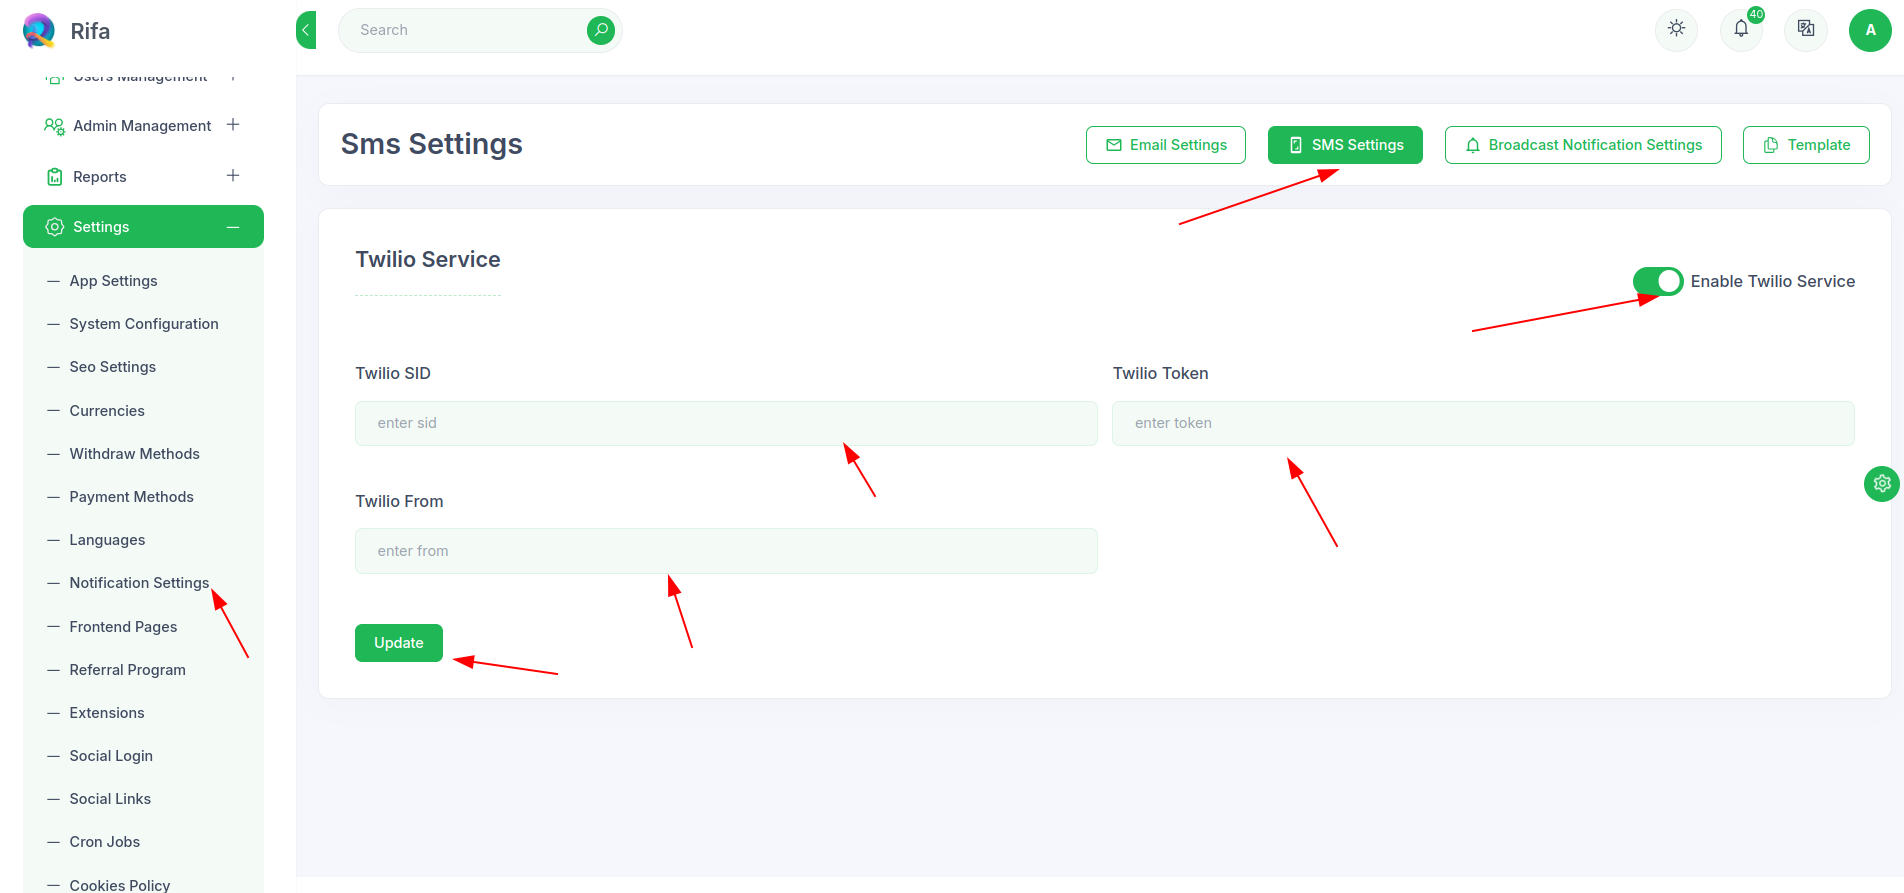 Rifa
Search
40
A
Users Management
Admin Management
Reports
Settings
App Settings
System Configuration
Seo Settings
Currencies
Withdraw Methods
Payment Methods
Languages
Notification Settings
Frontend Pages
Referral Program
Extensions
Social Login
Social Links
Cron Jobs
Cookies Policy
Sms Settings
Email Settings
SMS Settings
Broadcast Notification Settings
Template
Twilio Service
Enable Twilio Service
Twilio SID
Twilio Token
enter sid
enter token
Twilio From
enter from
Update